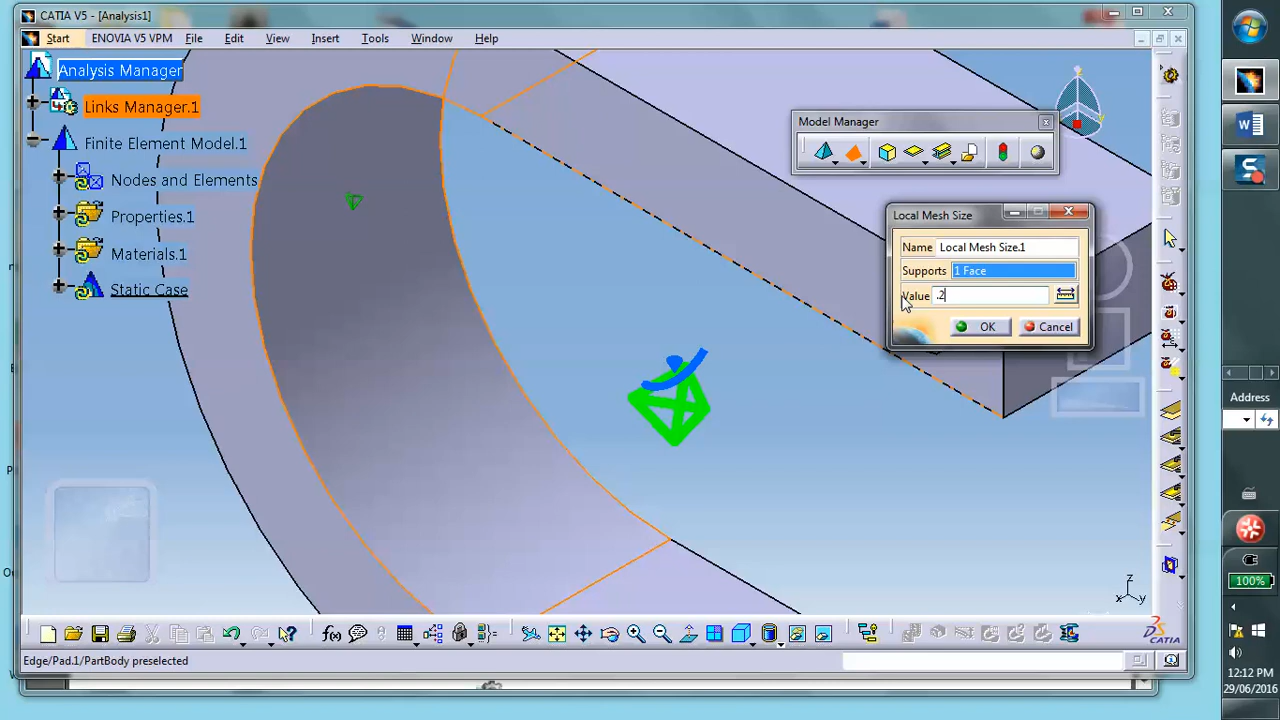 CATIA V5 - [Analysis1]
Start ENOVIA V5 VPM File Edit View Insert Tools Window Help
Analysis Manager
Links Manager.1
Finite Element Model.1
Nodes and Elements
Properties.1
Materials.1
Static Case
Model Manager
Local Mesh Size
Name Local Mesh Size.1
Supports 1 Face
Value .2
OK Cancel
z
x y
Address
100%
12:12 PM
29/06/2016
f(x)
CATIA
Edge/Pad.1/PartBody preselected